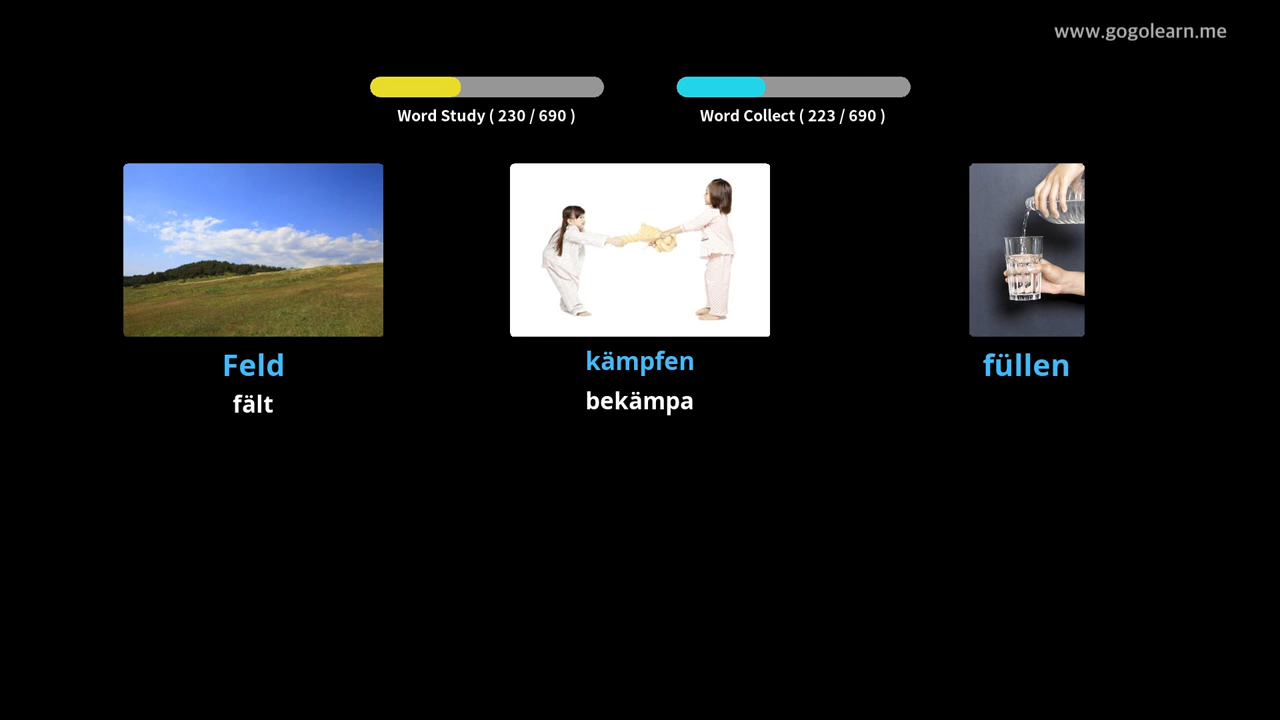 www.gogolearn.me
Word Study ( 230 / 690 )
Word Collect ( 223 / 690 )
Feld
fält
kämpfen
bekämpa
füllen